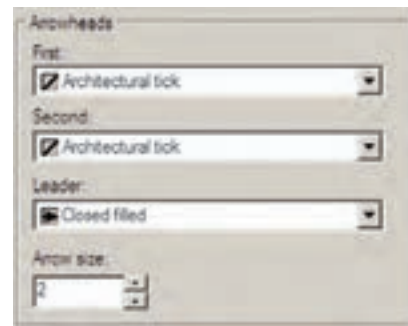 Arrowheads
First:
Architectural tick
Second:
Architectural tick
Leader:
Closed filled
Arrow size:
2